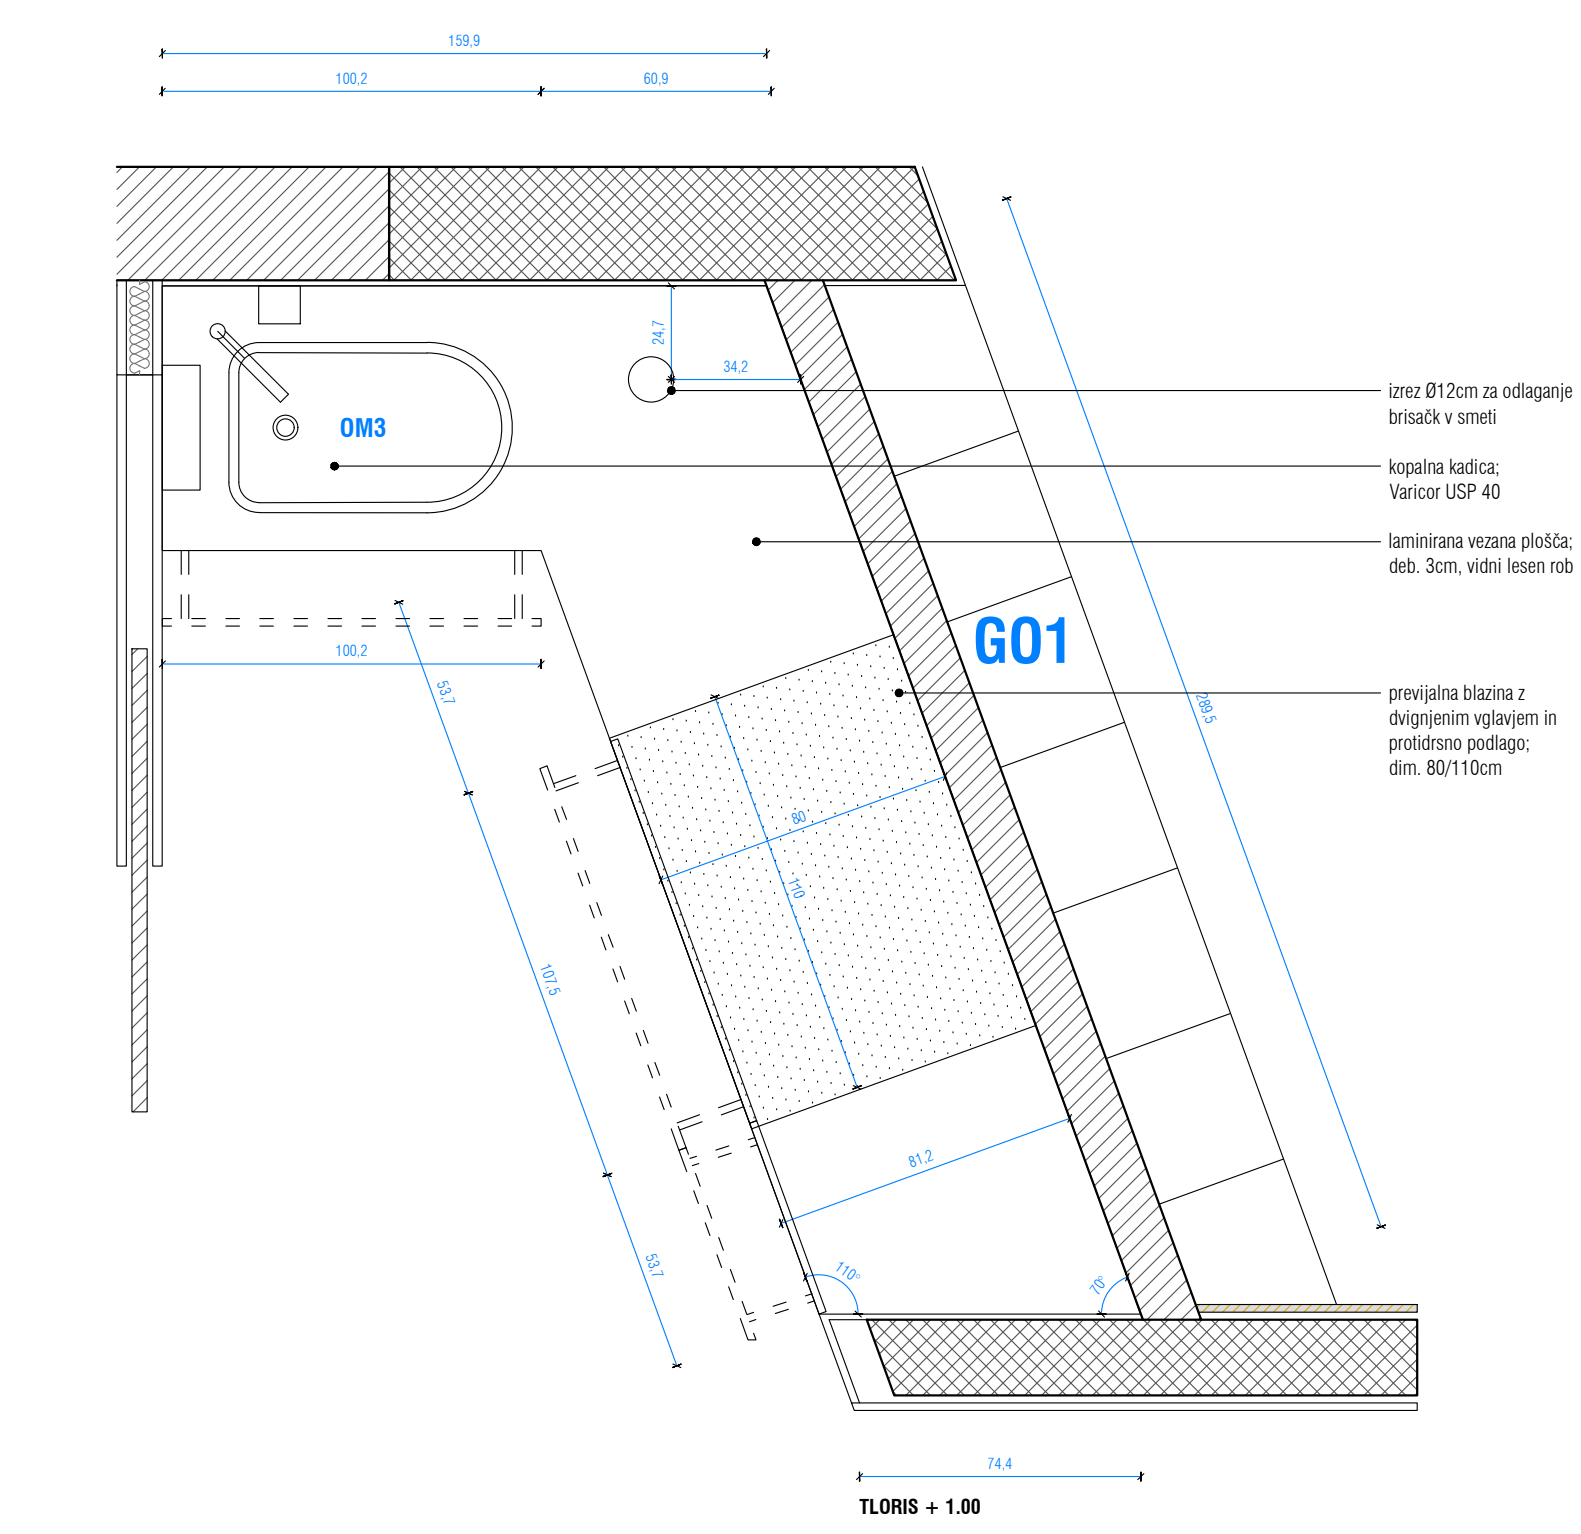 159,9
100,2
60,9
24,7
34,2
izrez Ø12cm za odlaganje
brisačk v smeti
OM3
kopalna kadica;
Varicor USP 40
laminirana vezana plošča;
deb. 3cm, vidni lesen rob
GO1
100,2
53,7
previjalna blazina z
dvignjenim vglavjem in
protidrsno podlago;
dim. 80/110cm
289,5
80
110
107,5
81,2
53,7
110°
70°
74,4
TLORIS + 1.00